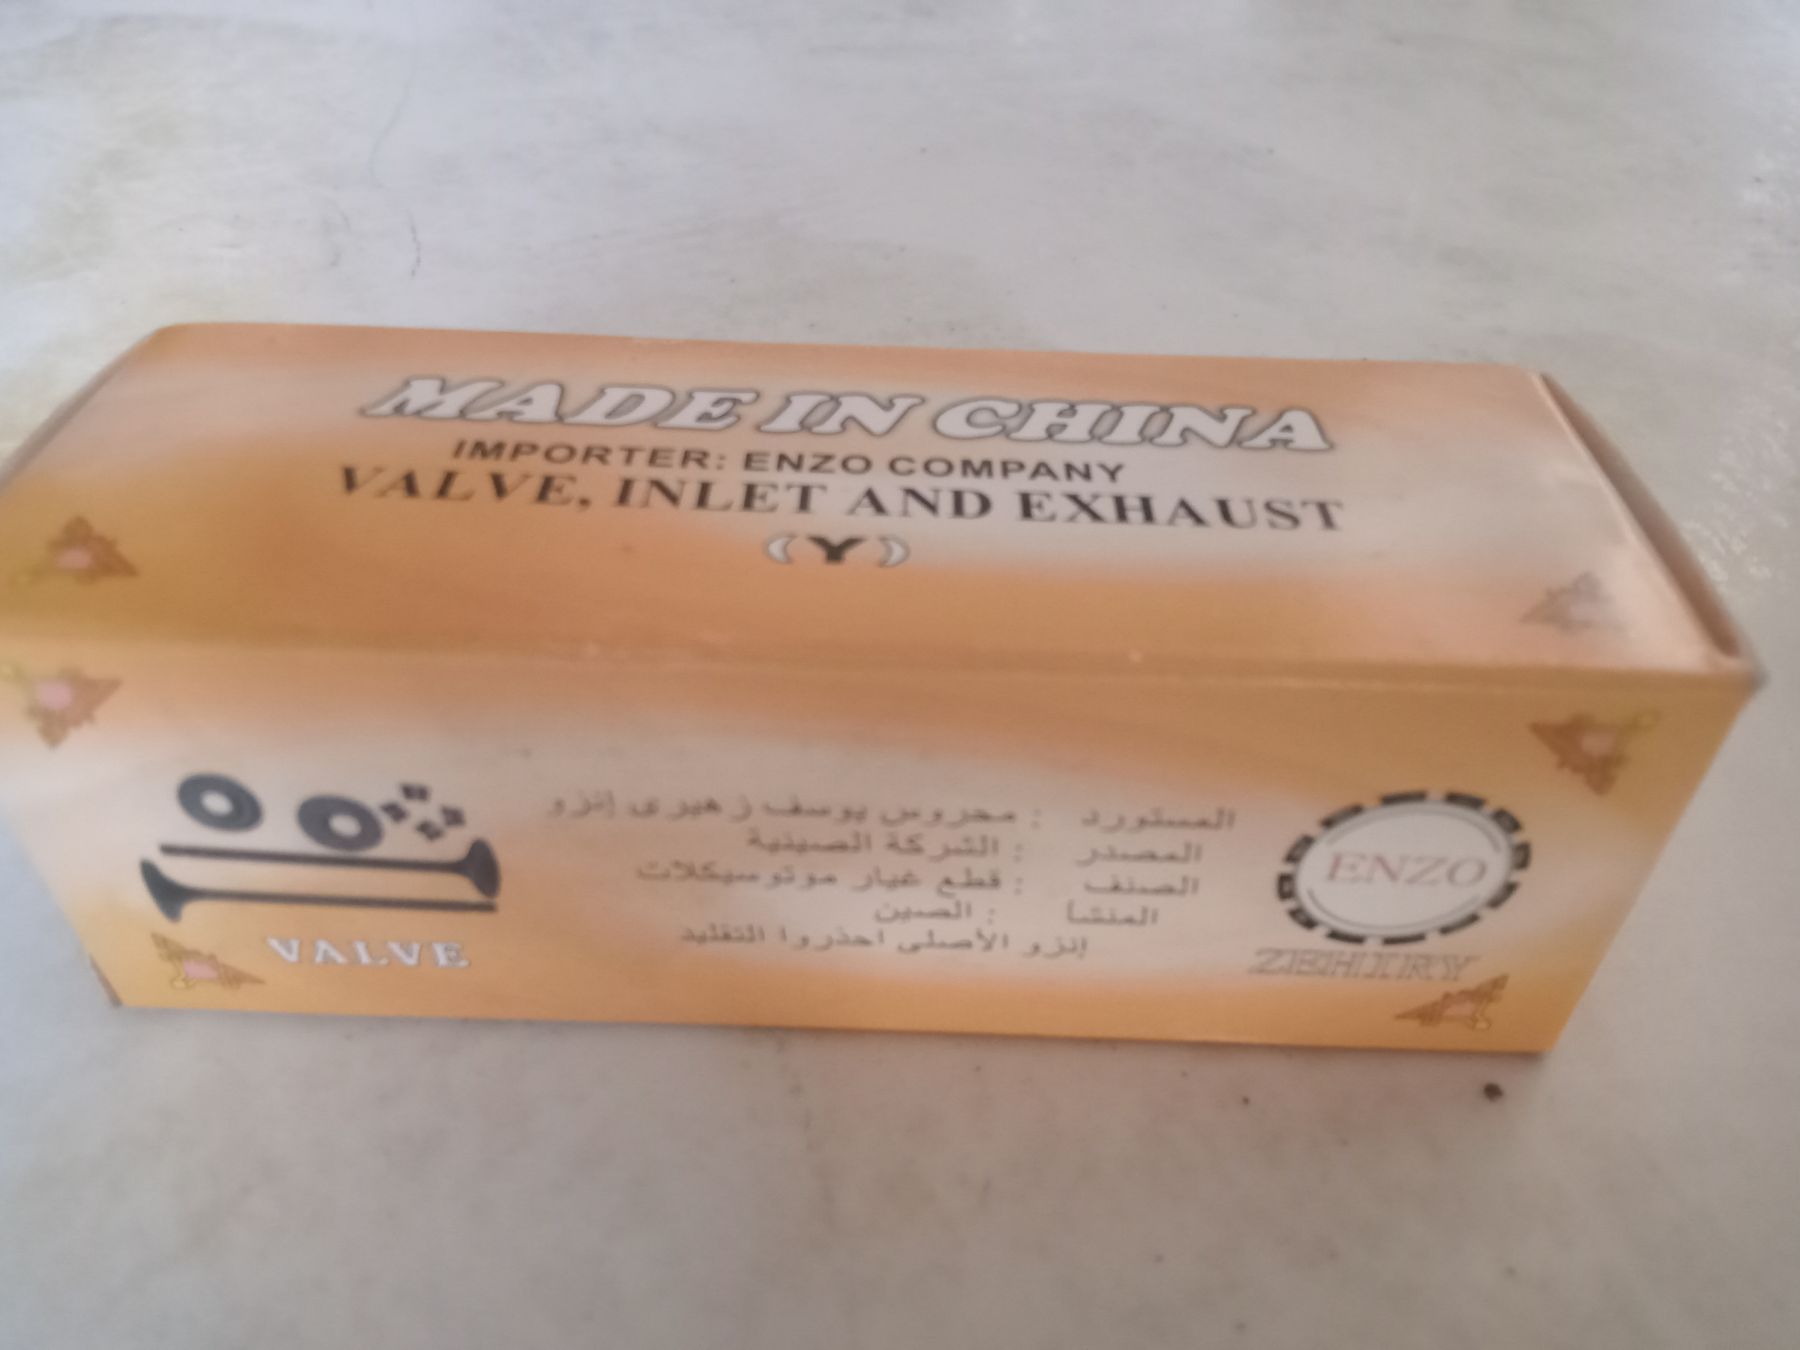 MADE IN CHINA
IMPORTER: ENZO COMPANY
VALVE, INLET AND EXHAUST
(Y)
المستورد : محروس يوسف زهيرى إنزو
المصدر : الشركة الصينية
الصنف : قطع غيار موتوسيكلات
المنشأ : الصين
إنزو الأصلى احذروا التقليد
VALVE
ENZO
ZEHIRY